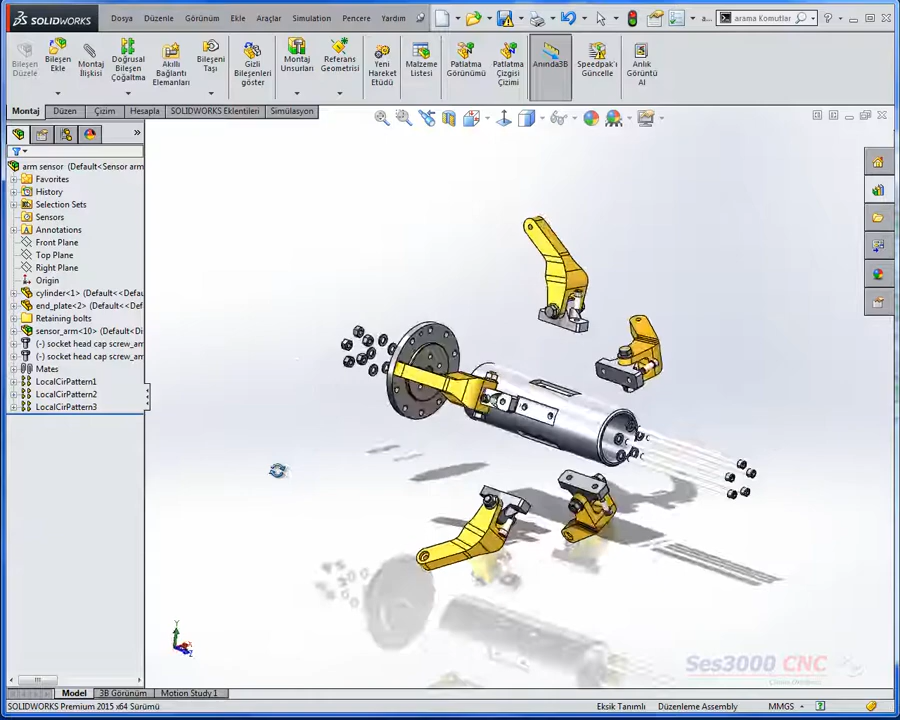 SOLIDWORKS Dosya Düzenle Görünüm Ekle Araçlar Simulation Pencere Yardım a... arama Komutlar
Bileşen Düzele
Bileşen Ekle
Montaj İlişkisi
Doğrusal Bileşen Çoğaltma
Akıllı Bağlantı Elemanları
Bileşeni Taşı
Gizli Bileşenleri göster
Montaj Unsurları
Referans Geometrisi
Yeni Hareket Etüdü
Malzeme Listesi
Patlatma Görünümü
Patlatma Çizgisi Çizimi
Anında3B
Speedpak'ı Güncelle
Anlık Görüntü Al
Montaj Düzen Çizim Hesapla SOLIDWORKS Eklentileri Simülasyon
arm sensor (Default<Sensor arm
Favorites
History
Selection Sets
Sensors
Annotations
Front Plane
Top Plane
Right Plane
Origin
cylinder<1> (Default<<Defau
end_plate<2> (Default<<Def
Retaining bolts
sensor_arm<10> (Default<Di
(-) socket head cap screw_am
(-) socket head cap screw_am
Mates
LocalCirPattern1
LocalCirPattern2
LocalCirPattern3
Y
X
Z
Ses3000 CNC
Model 3B Görünüm Motion Study 1
SOLIDWORKS Premium 2015 x64 Sürümü Eksik Tanımlı Düzenleme Assembly MMGS